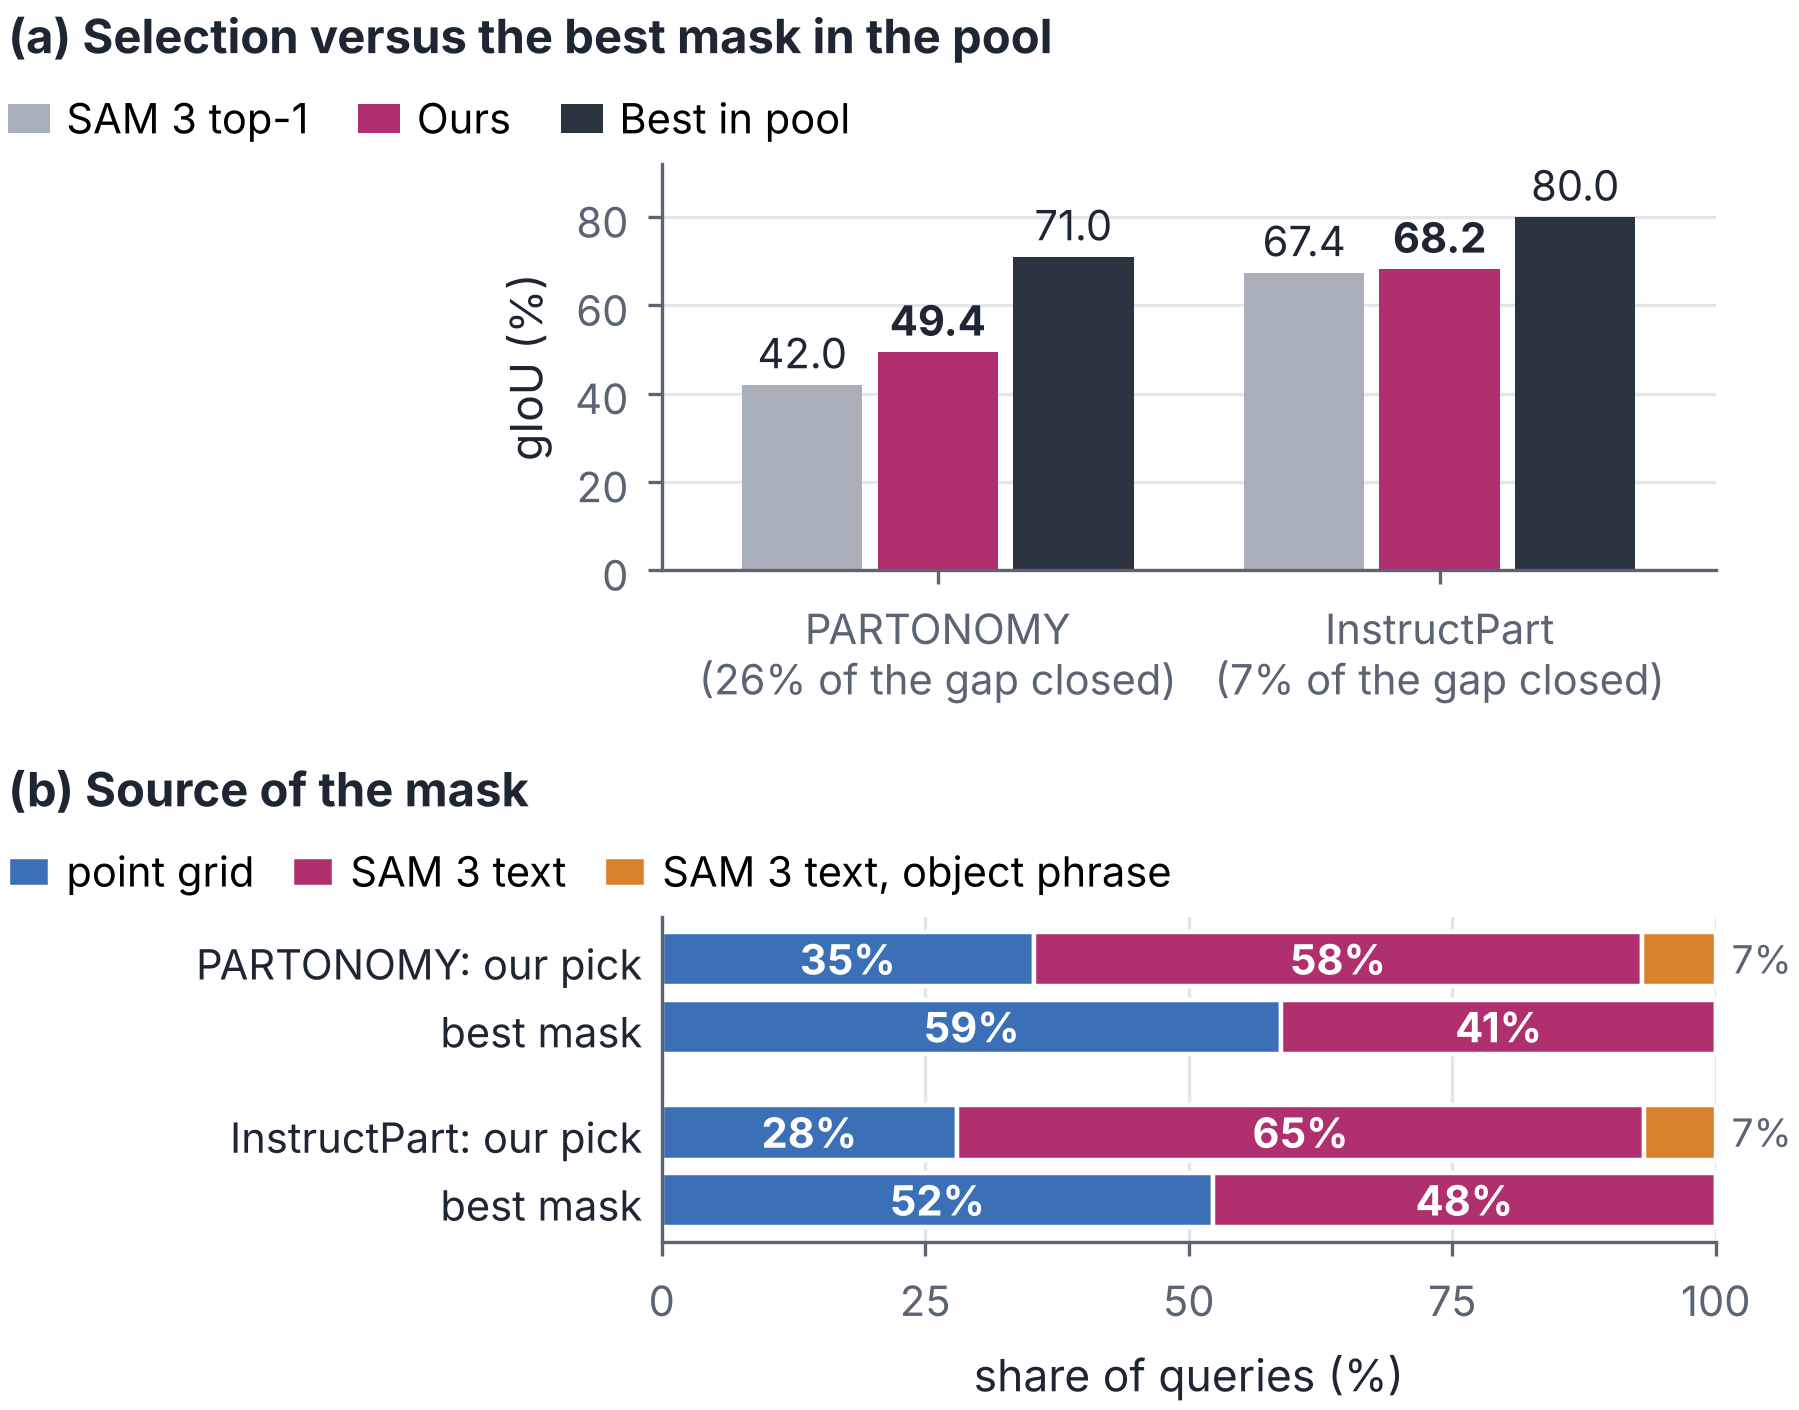 (a) Selection versus the best mask in the pool
SAM 3 top-1 Ours Best in pool
gIoU (%)
80
60
40
20
0
42.0 49.4 71.0 67.4 68.2 80.0
PARTONOMY InstructPart
(26% of the gap closed) (7% of the gap closed)
(b) Source of the mask
point grid SAM 3 text SAM 3 text, object phrase
PARTONOMY: our pick 35% 58% 7%
best mask 59% 41%
InstructPart: our pick 28% 65% 7%
best mask 52% 48%
0 25 50 75 100
share of queries (%)